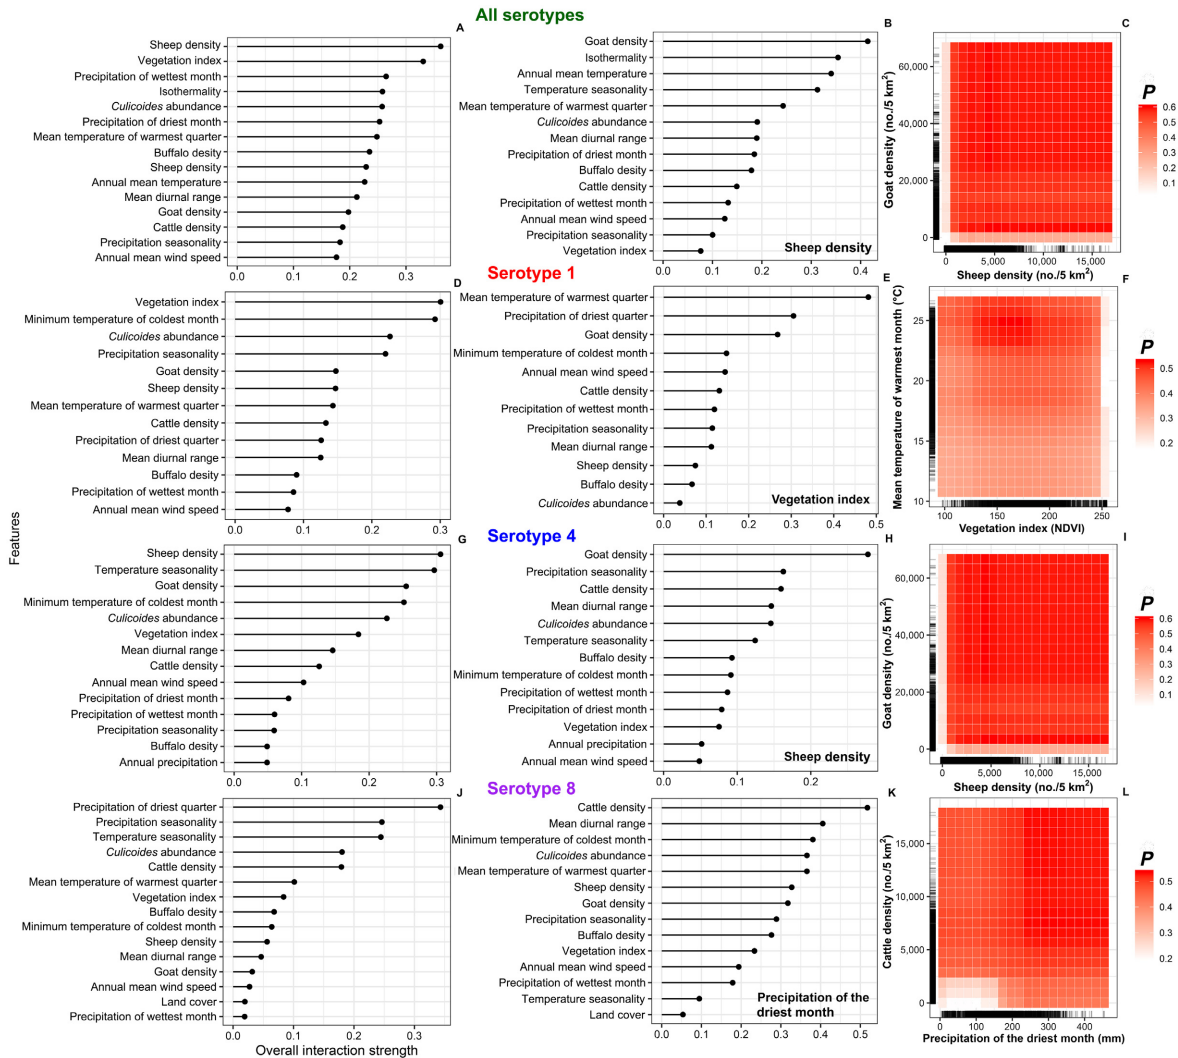 All serotypes
A
Sheep density
Vegetation index
Precipitation of wettest month
Isothermality
Culicoides abundance
Precipitation of driest month
Mean temperature of warmest quarter
Buffalo desity
Sheep density
Annual mean temperature
Mean diurnal range
Goat density
Cattle density
Precipitation seasonality
Annual mean wind speed
0.0 0.1 0.2 0.3
B
Goat density
Isothermality
Annual mean temperature
Temperature seasonality
Mean temperature of warmest quarter
Culicoides abundance
Mean diurnal range
Precipitation of driest month
Buffalo desity
Cattle density
Precipitation of wettest month
Annual mean wind speed
Precipitation seasonality
Vegetation index
Sheep density
0.0 0.1 0.2 0.3 0.4
C
Goat density (no./5 km²)
60,000
40,000
20,000
0
0 5,000 10,000 15,000
Sheep density (no./5 km²)
P
0.6
0.5
0.4
0.3
0.2
0.1
Serotype 1
D
Vegetation index
Minimum temperature of coldest month
Culicoides abundance
Precipitation seasonality
Goat density
Sheep density
Mean temperature of warmest quarter
Cattle density
Precipitation of driest quarter
Mean diurnal range
Buffalo desity
Precipitation of wettest month
Annual mean wind speed
0.0 0.1 0.2 0.3
E
Mean temperature of warmest quarter
Precipitation of driest quarter
Goat density
Minimum temperature of coldest month
Annual mean wind speed
Cattle density
Precipitation of wettest month
Precipitation seasonality
Mean diurnal range
Sheep density
Buffalo desity
Culicoides abundance
Vegetation index
0.0 0.1 0.2 0.3 0.4 0.5
F
Mean temperature of warmest month (°C)
25
20
15
10
100 150 200 250
Vegetation index (NDVI)
P
0.5
0.4
0.3
0.2
Features
Serotype 4
G
Sheep density
Temperature seasonality
Goat density
Minimum temperature of coldest month
Culicoides abundance
Vegetation index
Mean diurnal range
Cattle density
Annual mean wind speed
Precipitation of driest month
Precipitation of wettest month
Precipitation seasonality
Buffalo desity
Annual precipitation
0.0 0.1 0.2 0.3
H
Goat density
Precipitation seasonality
Cattle density
Mean diurnal range
Culicoides abundance
Temperature seasonality
Buffalo desity
Minimum temperature of coldest month
Precipitation of wettest month
Precipitation of driest month
Vegetation index
Annual precipitation
Annual mean wind speed
Sheep density
0.0 0.1 0.2
I
Goat density (no./5 km²)
60,000
40,000
20,000
0
0 5,000 10,000 15,000
Sheep density (no./5 km²)
P
0.6
0.5
0.4
0.3
0.2
0.1
Serotype 8
J
Precipitation of driest quarter
Precipitation seasonality
Temperature seasonality
Culicoides abundance
Cattle density
Mean temperature of warmest quarter
Vegetation index
Buffalo desity
Minimum temperature of coldest month
Sheep density
Mean diurnal range
Goat density
Annual mean wind speed
Land cover
Precipitation of wettest month
0.0 0.1 0.2 0.3
Overall interaction strength
K
Cattle density
Mean diurnal range
Minimum temperature of coldest month
Culicoides abundance
Mean temperature of warmest quarter
Sheep density
Goat density
Precipitation seasonality
Buffalo desity
Vegetation index
Annual mean wind speed
Precipitation of wettest month
Temperature seasonality
Land cover
Precipitation of the
driest month
0.0 0.1 0.2 0.3 0.4 0.5
L
Cattle density (no./5 km²)
15,000
10,000
5,000
0
0 100 200 300 400
Precipitation of the driest month (mm)
P
0.5
0.4
0.3
0.2